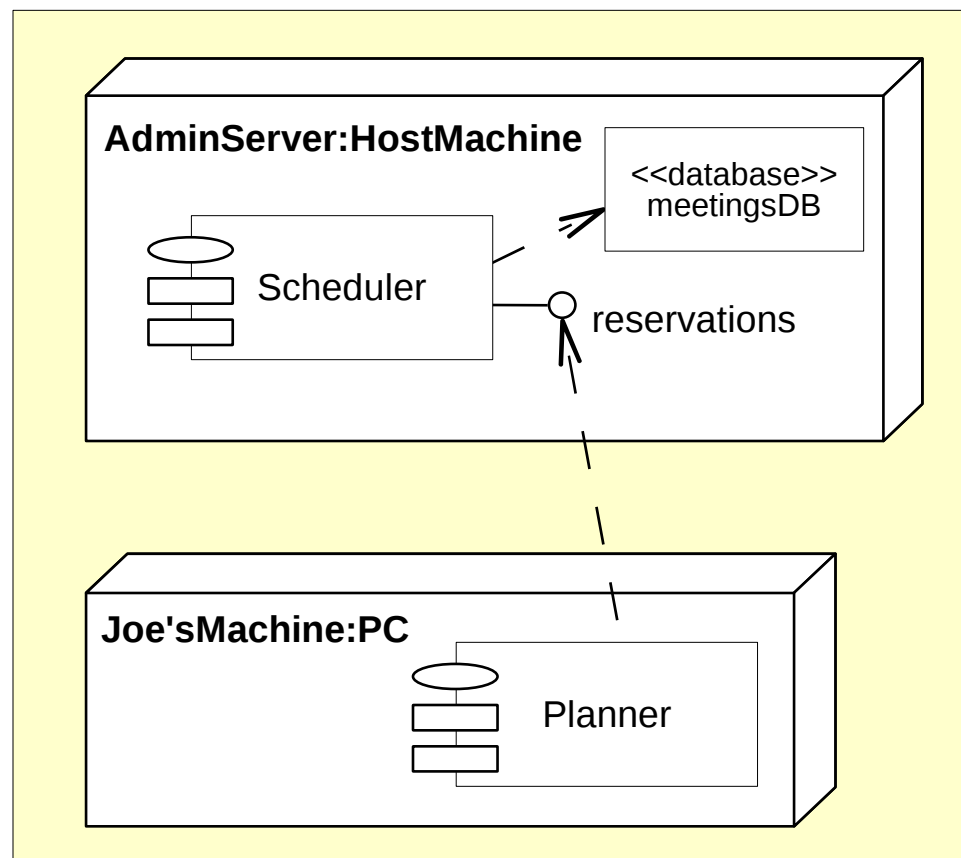 AdminServer:HostMachine
<<database>>
meetingsDB
Scheduler
reservations
Joe'sMachine:PC
Planner